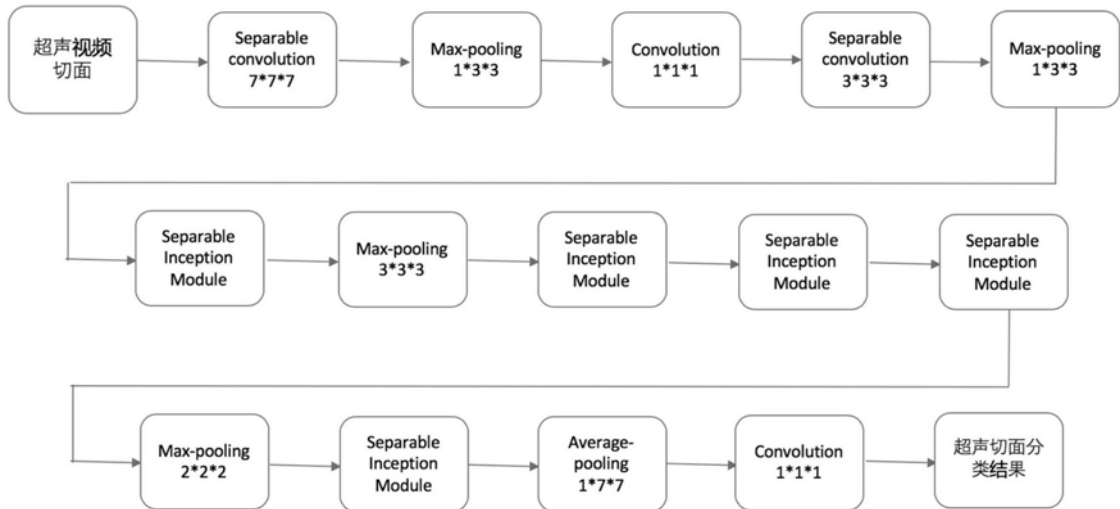 超声视频
切面
Separable
convolution
7*7*7
Max-pooling
1*3*3
Convolution
1*1*1
Separable
convolution
3*3*3
Max-pooling
1*3*3
Separable
Inception
Module
Max-pooling
3*3*3
Separable
Inception
Module
Separable
Inception
Module
Separable
Inception
Module
Max-pooling
2*2*2
Separable
Inception
Module
Average-
pooling
1*7*7
Convolution
1*1*1
超声切面分
类结果